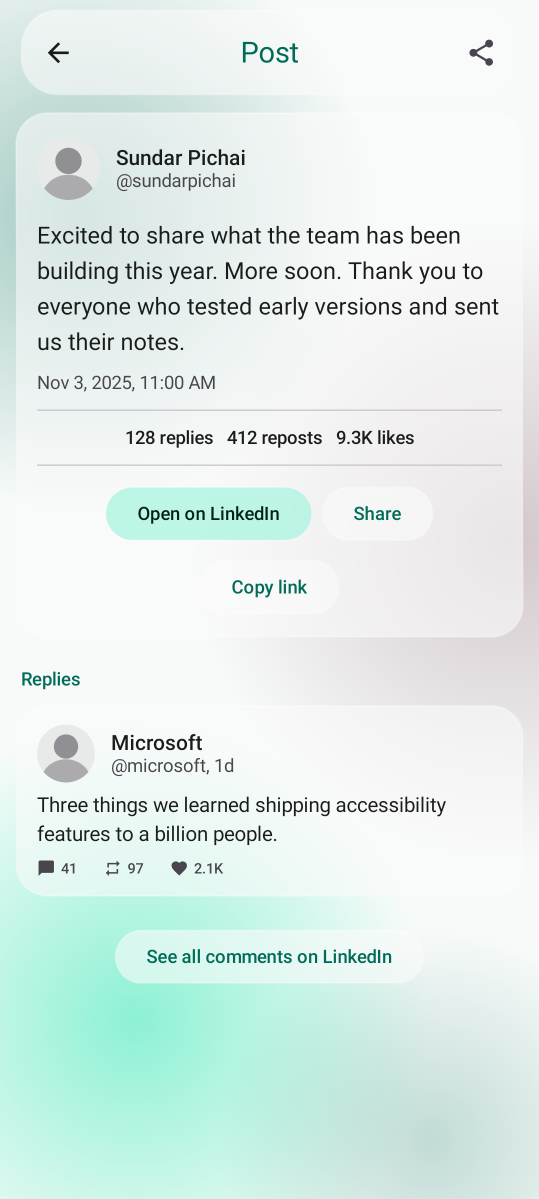 Post
Sundar Pichai
@sundarpichai
Excited to share what the team has been
building this year. More soon. Thank you to
everyone who tested early versions and sent
us their notes.
Nov 3, 2025, 11:00 AM
128 replies 412 reposts 9.3K likes
Open on LinkedIn Share
Copy link
Replies
Microsoft
@microsoft, 1d
Three things we learned shipping accessibility
features to a billion people.
41 97 2.1K
See all comments on LinkedIn